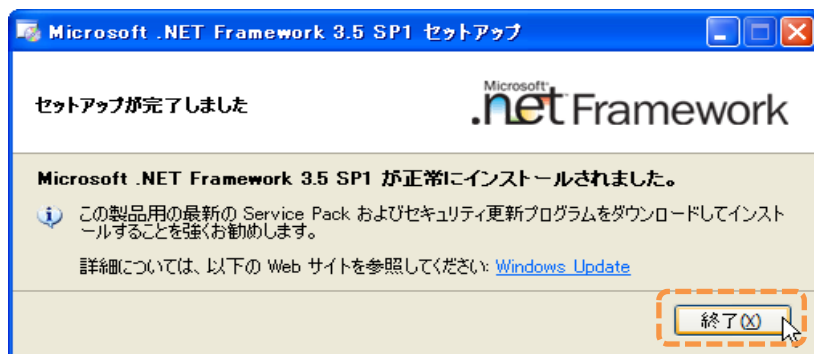 Microsoft .NET Framework 3.5 SP1 セットアップ
セットアップが完了しました
Microsoft
.net Framework
Microsoft .NET Framework 3.5 SP1 が正常にインストールされました。
この製品用の最新の Service Pack およびセキュリティ更新プログラムをダウンロードしてインスト
ールすることを強くお勧めします。
詳細については、以下の Web サイトを参照してください: Windows Update
終了(X)